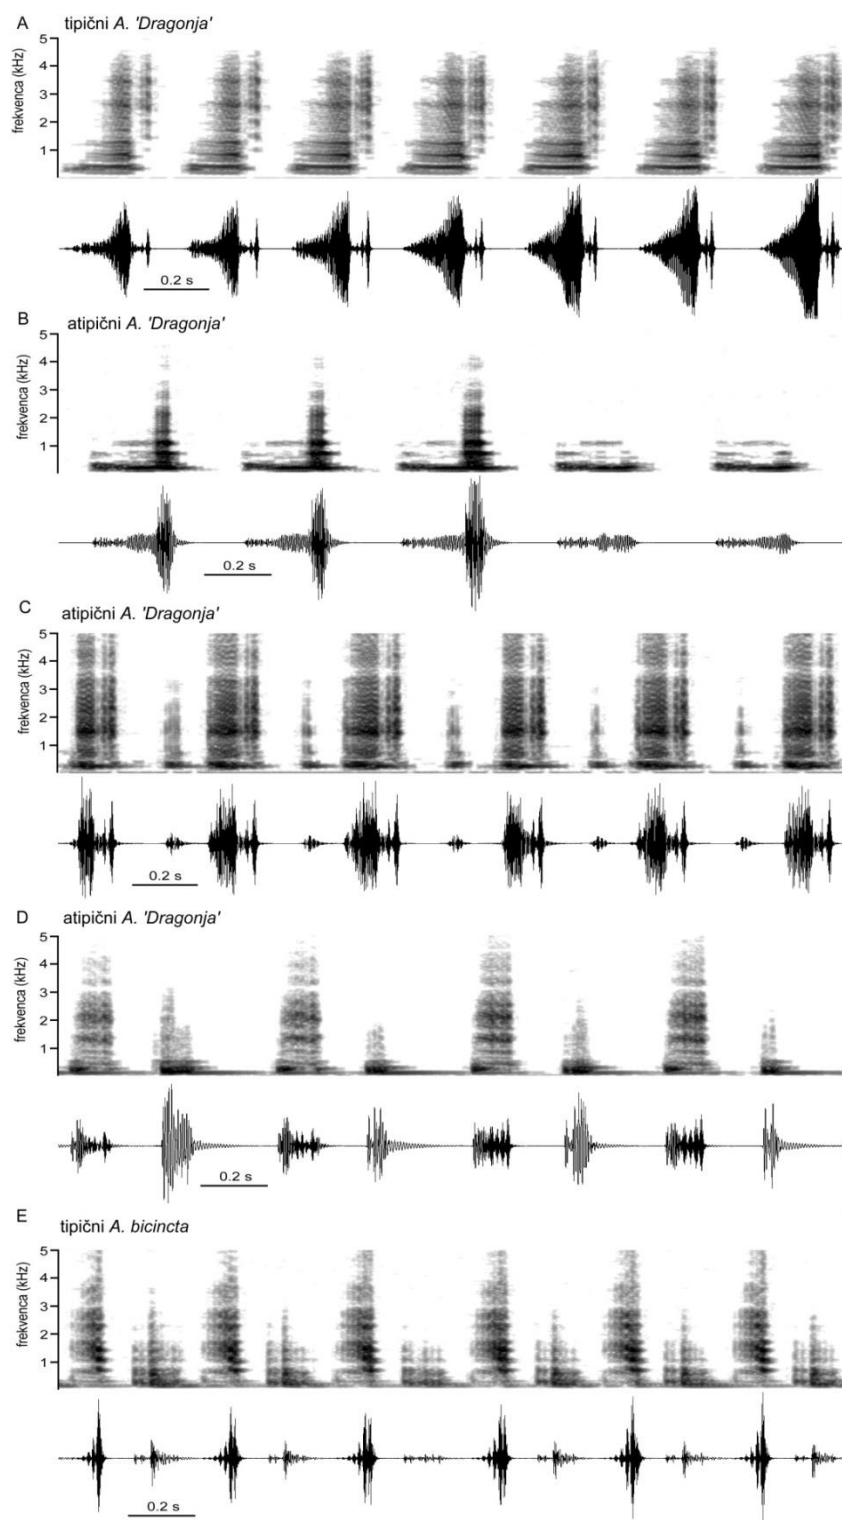 A tipični A. 'Dragonja'
frekvenca (kHz)
5
4
3
2
1
0.2 s
B atipični A. 'Dragonja'
frekvenca (kHz)
5
4
3
2
1
0.2 s
C atipični A. 'Dragonja'
frekvenca (kHz)
5
4
3
2
1
0.2 s
D atipični A. 'Dragonja'
frekvenca (kHz)
5
4
3
2
1
0.2 s
E tipični A. bicincta
frekvenca (kHz)
5
4
3
2
1
0.2 s